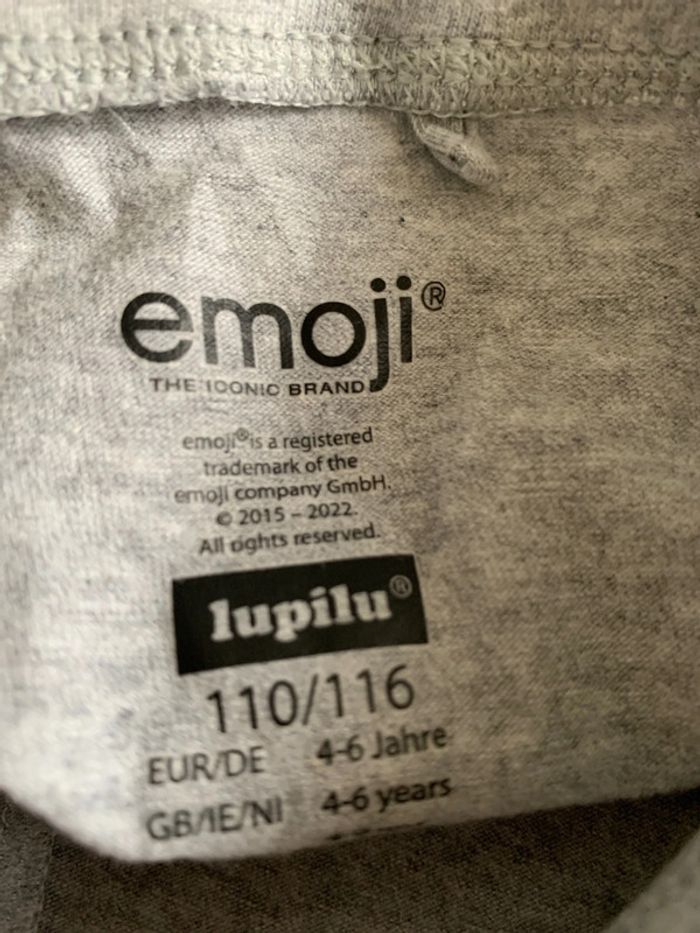 emoji®
THE ICONIC BRAND
emoji® is a registered
trademark of the
emoji company GmbH.
© 2015 – 2022.
All rights reserved.
lupilu®
110/116
EUR/DE 4-6 Jahre
GB/IE/NI 4-6 years